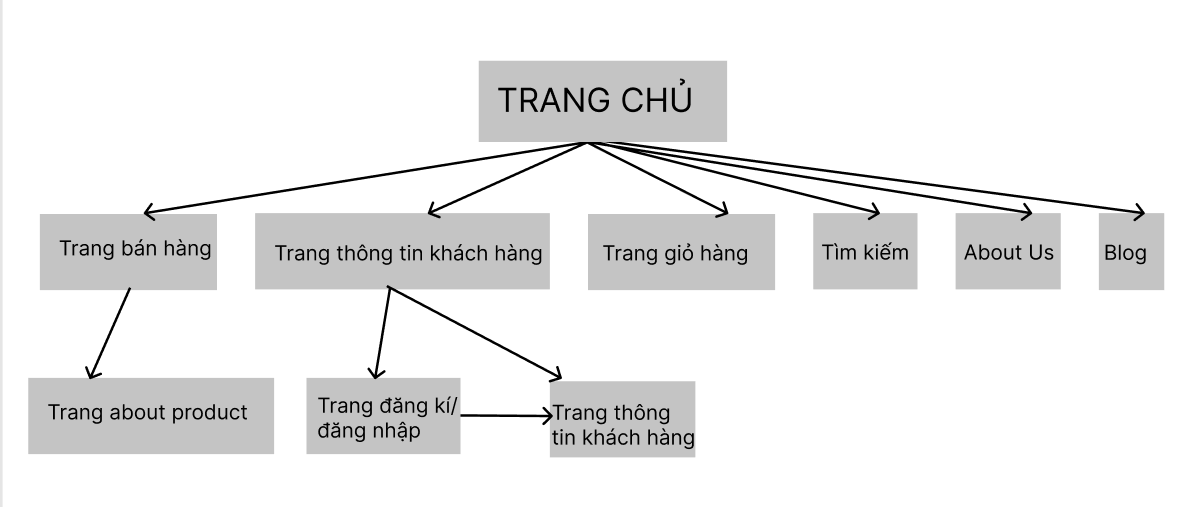 TRANG CHỦ
Trang bán hàng
Trang thông tin khách hàng
Trang giỏ hàng
Tìm kiếm
About Us
Blog
Trang about product
Trang đăng kí/
đăng nhập
Trang thông
tin khách hàng